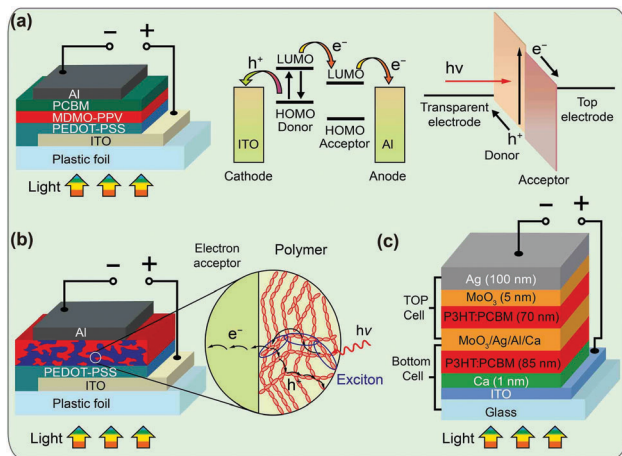 (a)
− +
Al
PCBM
MDMO-PPV
PEDOT-PSS
ITO
Plastic foil
Light
h⁺
LUMO
e⁻
LUMO
e⁻
HOMO
Donor
HOMO
Acceptor
ITO
Al
Cathode
Anode
hν
e⁻
Transparent
electrode
Top
electrode
h⁺
Donor
Acceptor
(b)
− +
Al
PEDOT-PSS
ITO
Plastic foil
Light
Electron
acceptor
Polymer
e⁻
hν
h⁺
Exciton
(c)
− +
Ag (100 nm)
MoO₃ (5 nm)
P3HT:PCBM (70 nm)
MoO₃/Ag/Al/Ca
P3HT:PCBM (85 nm)
Ca (1 nm)
ITO
Glass
TOP
Cell
Bottom
Cell
Light